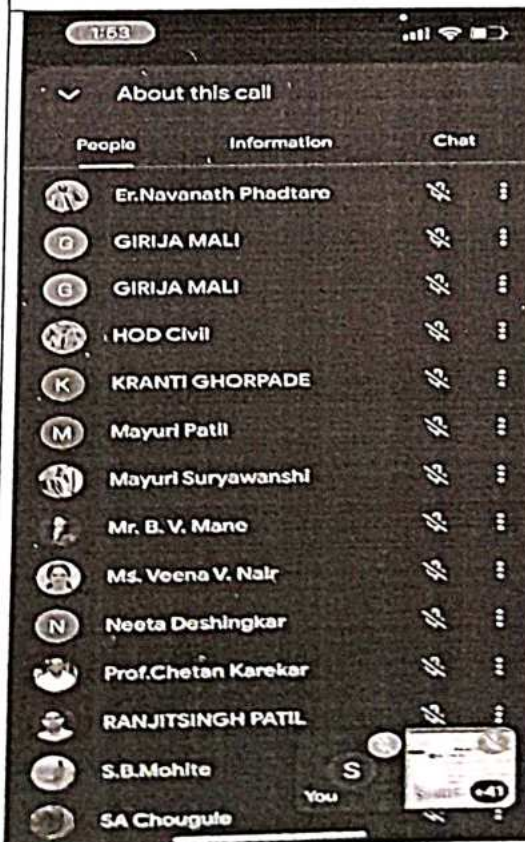 1:53
About this call
People Information Chat
Er.Navanath Phadtare
G GIRIJA MALI
G GIRIJA MALI
HOD Civil
K KRANTI GHORPADE
M Mayuri Patil
Mayuri Suryawanshi
Mr. B. V. Mane
Ms. Veena V. Nair
N Neeta Deshingkar
Prof.Chetan Karekar
RANJITSINGH PATIL
S.B.Mohite
S
You
+41
SA Chougule